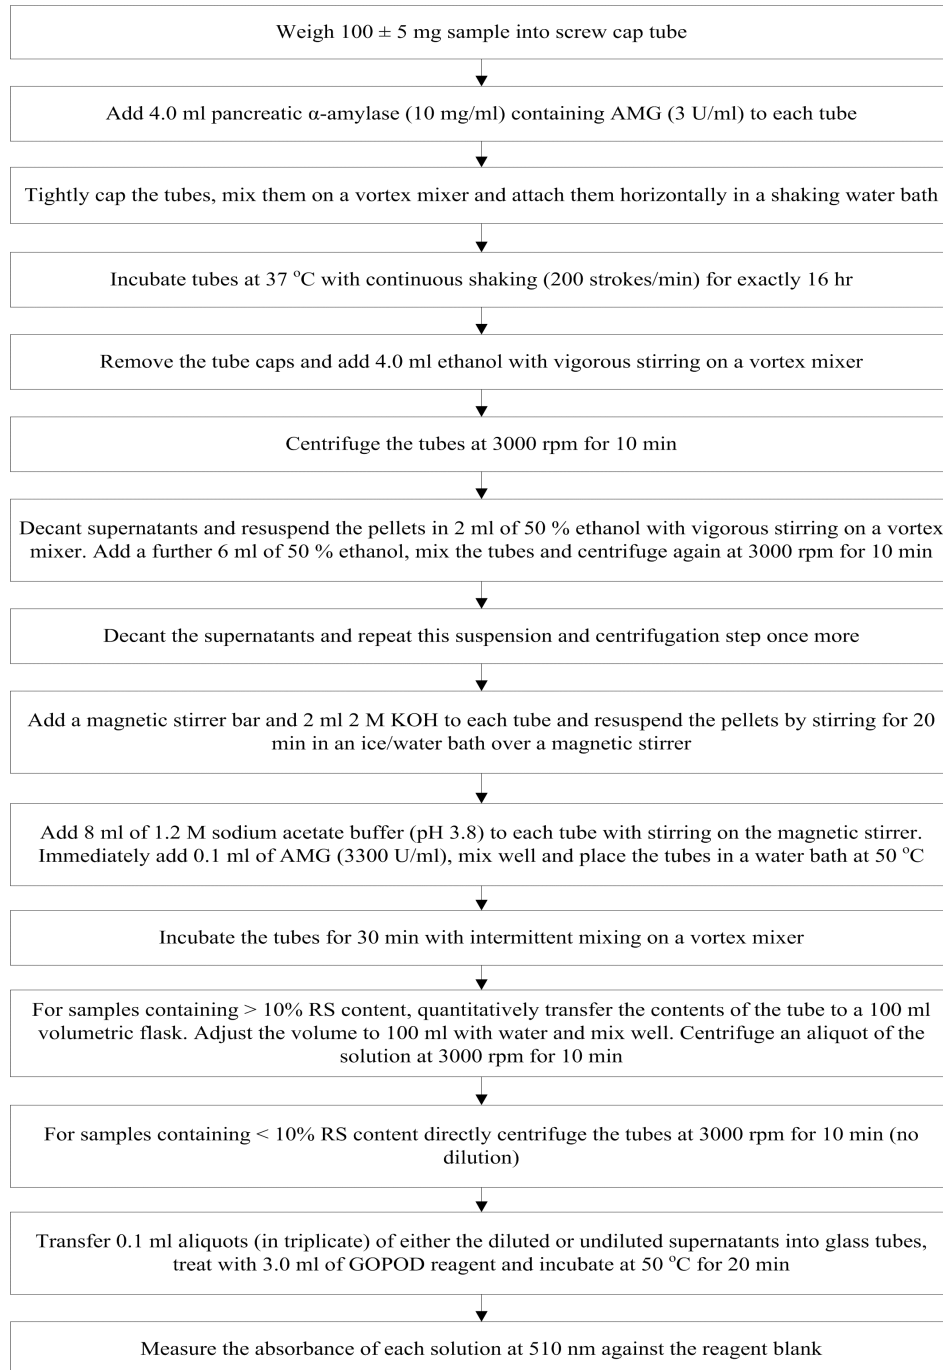 Weigh 100 ± 5 mg sample into screw cap tube
Add 4.0 ml pancreatic α-amylase (10 mg/ml) containing AMG (3 U/ml) to each tube
Tightly cap the tubes, mix them on a vortex mixer and attach them horizontally in a shaking water bath
Incubate tubes at 37 °C with continuous shaking (200 strokes/min) for exactly 16 hr
Remove the tube caps and add 4.0 ml ethanol with vigorous stirring on a vortex mixer
Centrifuge the tubes at 3000 rpm for 10 min
Decant supernatants and resuspend the pellets in 2 ml of 50 % ethanol with vigorous stirring on a vortex
mixer. Add a further 6 ml of 50 % ethanol, mix the tubes and centrifuge again at 3000 rpm for 10 min
Decant the supernatants and repeat this suspension and centrifugation step once more
Add a magnetic stirrer bar and 2 ml 2 M KOH to each tube and resuspend the pellets by stirring for 20
min in an ice/water bath over a magnetic stirrer
Add 8 ml of 1.2 M sodium acetate buffer (pH 3.8) to each tube with stirring on the magnetic stirrer.
Immediately add 0.1 ml of AMG (3300 U/ml), mix well and place the tubes in a water bath at 50 °C
Incubate the tubes for 30 min with intermittent mixing on a vortex mixer
For samples containing > 10% RS content, quantitatively transfer the contents of the tube to a 100 ml
volumetric flask. Adjust the volume to 100 ml with water and mix well. Centrifuge an aliquot of the
solution at 3000 rpm for 10 min
For samples containing < 10% RS content directly centrifuge the tubes at 3000 rpm for 10 min (no
dilution)
Transfer 0.1 ml aliquots (in triplicate) of either the diluted or undiluted supernatants into glass tubes,
treat with 3.0 ml of GOPOD reagent and incubate at 50 °C for 20 min
Measure the absorbance of each solution at 510 nm against the reagent blank